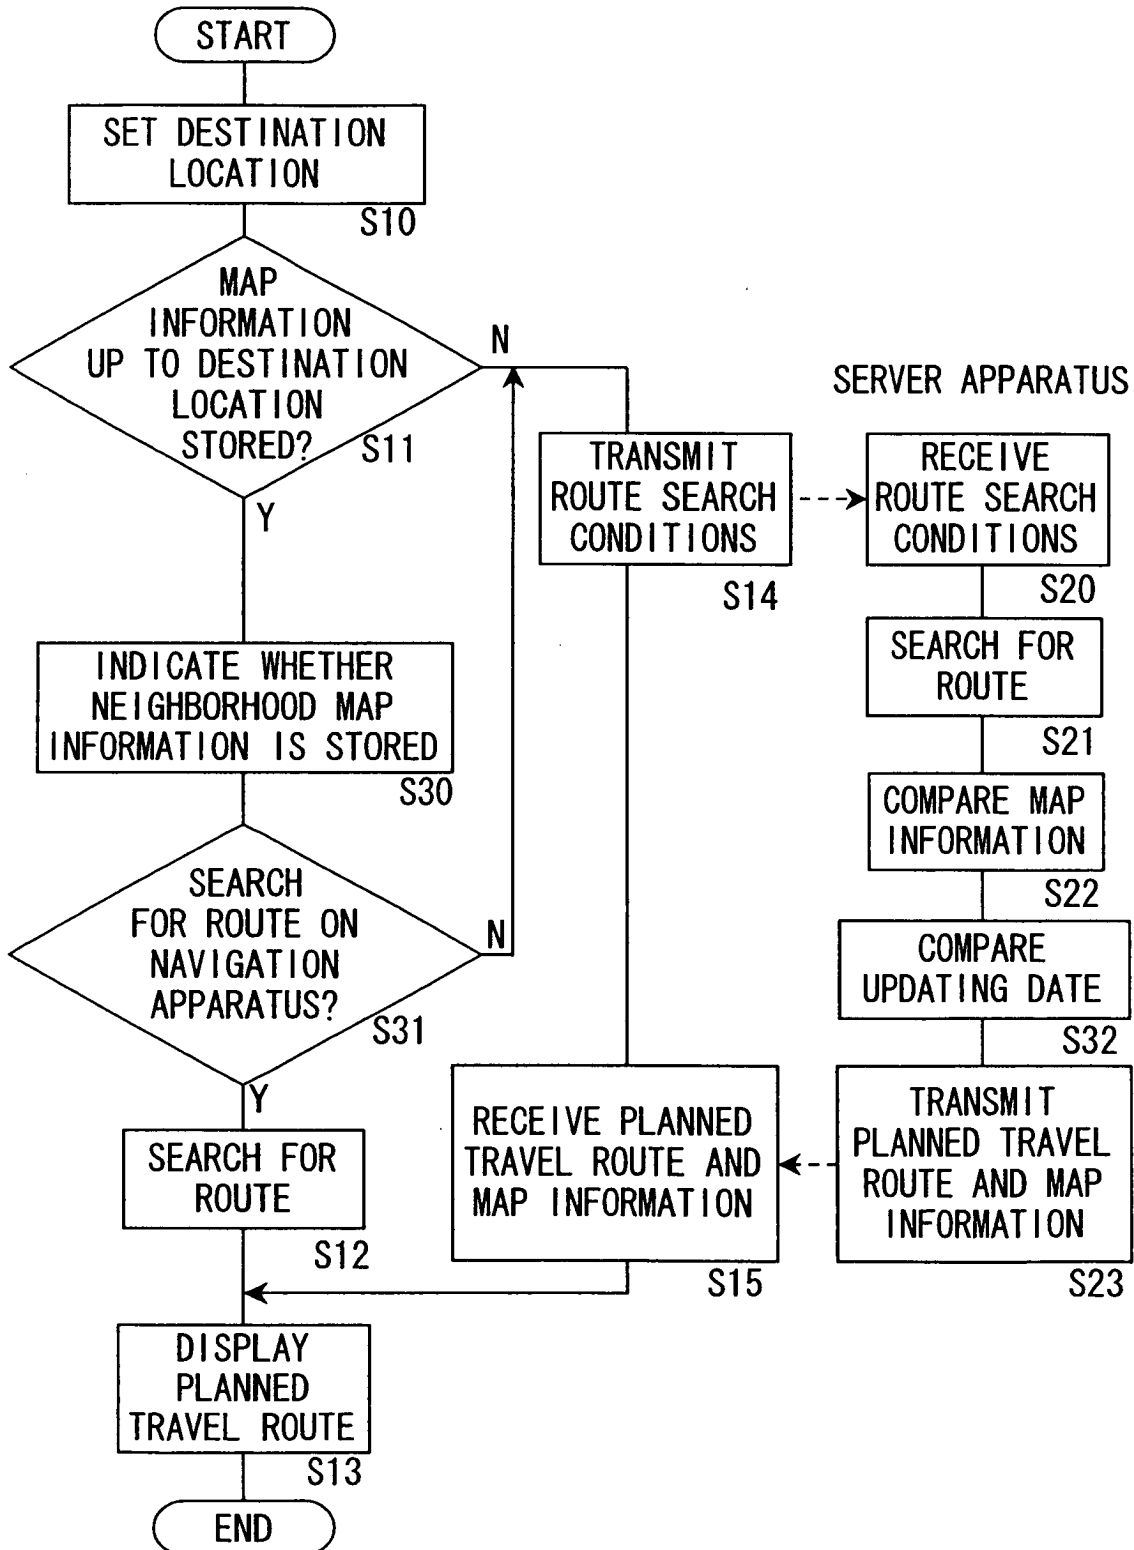 START
SET DESTINATION
LOCATION
S10
MAP
INFORMATION
UP TO DESTINATION
LOCATION
STORED?
S11
N
Y
INDICATE WHETHER
NEIGHBORHOOD MAP
INFORMATION IS STORED
S30
SEARCH
FOR ROUTE ON
NAVIGATION
APPARATUS?
S31
N
Y
SEARCH FOR
ROUTE
S12
DISPLAY
PLANNED
TRAVEL ROUTE
S13
END
TRANSMIT
ROUTE SEARCH
CONDITIONS
S14
RECEIVE PLANNED
TRAVEL ROUTE AND
MAP INFORMATION
S15
SERVER APPARATUS
RECEIVE
ROUTE SEARCH
CONDITIONS
S20
SEARCH FOR
ROUTE
S21
COMPARE MAP
INFORMATION
S22
COMPARE
UPDATING DATE
S32
TRANSMIT
PLANNED TRAVEL
ROUTE AND MAP
INFORMATION
S23